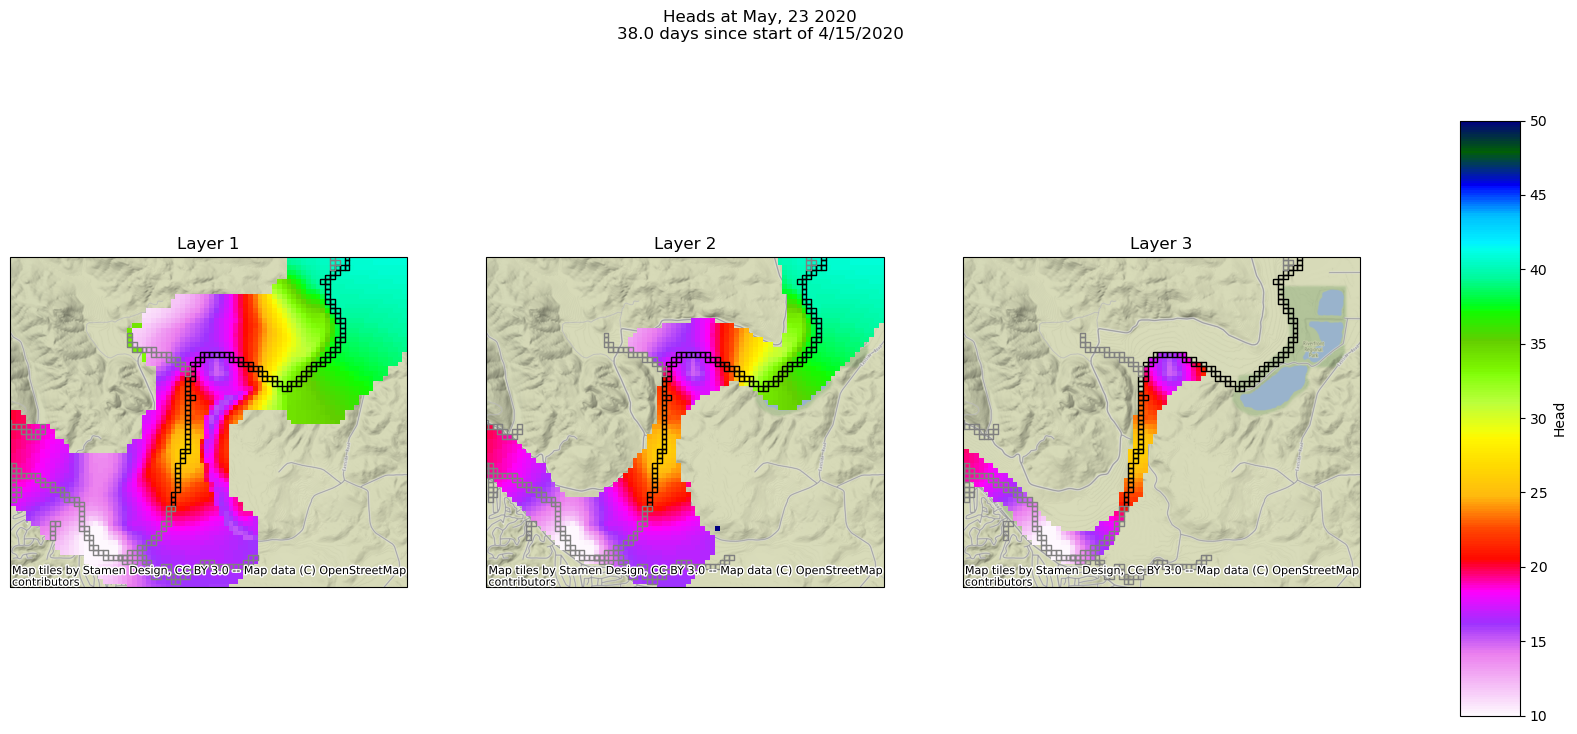 Heads at May, 23 2020
38.0 days since start of 4/15/2020
Layer 1
Layer 2
Layer 3
Map tiles by Stamen Design, CC BY 3.0 -- Map data (C) OpenStreetMap
contributors
Map tiles by Stamen Design, CC BY 3.0 -- Map data (C) OpenStreetMap
contributors
Map tiles by Stamen Design, CC BY 3.0 -- Map data (C) OpenStreetMap
contributors
50
45
40
35
30
25
20
15
10
Head